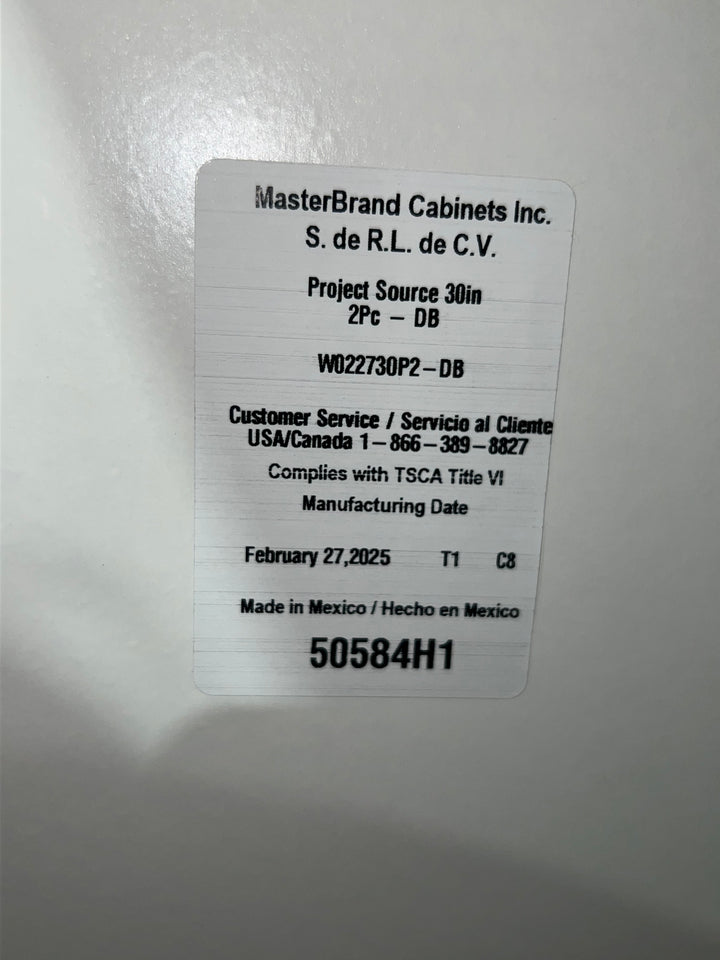 MasterBrand Cabinets Inc.
S. de R.L. de C.V.
Project Source 30in
2Pc – DB
W022730P2–DB
Customer Service / Servicio al Cliente
USA/Canada 1–866–389–8827
Complies with TSCA Title VI
Manufacturing Date
February 27,2025 T1 C8
Made in Mexico / Hecho en Mexico
50584H1